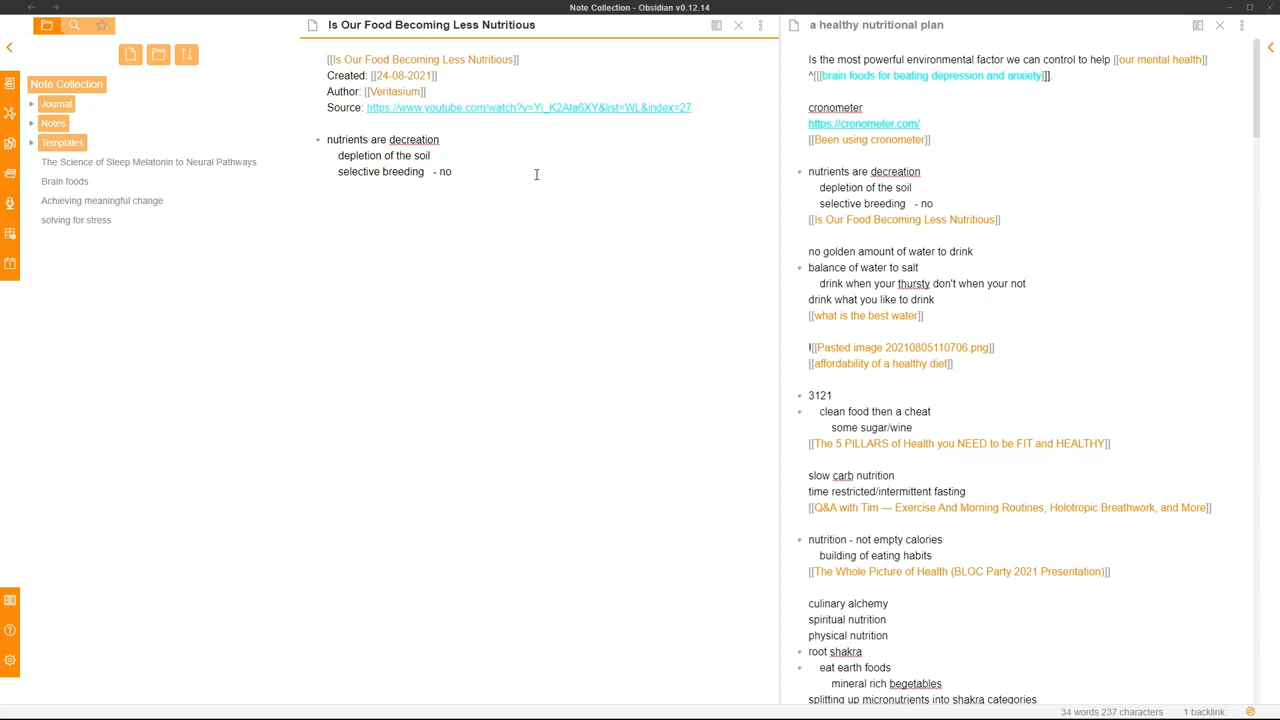 Note Collection - Obsidian v0.12.14
Is Our Food Becoming Less Nutritious
a healthy nutritional plan
Note Collection
Journal
Notes
Templates
The Science of Sleep Melatonin to Neural Pathways
Brain foods
Achieving meaningful change
solving for stress
[[Is Our Food Becoming Less Nutritious]]
Created: [[24-08-2021]]
Author: [[Veritasium]]
Source: https://www.youtube.com/watch?v=Yl_K2Ata6XY&list=WL&index=27
nutrients are decreation
depletion of the soil
selective breeding - no
Is the most powerful environmental factor we can control to help [[our mental health]]
^[[[brain foods for beating depression and anxiety]]].
cronometer
https://cronometer.com/
[[Been using cronometer]]
nutrients are decreation
depletion of the soil
selective breeding - no
[[Is Our Food Becoming Less Nutritious]]
no golden amount of water to drink
balance of water to salt
drink when your thursty don't when your not
drink what you like to drink
[[what is the best water]]
![[Pasted image 20210805110706.png]]
[[affordability of a healthy diet]]
3121
clean food then a cheat
some sugar/wine
[[The 5 PILLARS of Health you NEED to be FIT and HEALTHY]]
slow carb nutrition
time restricted/intermittent fasting
[[Q&A with Tim — Exercise And Morning Routines, Holotropic Breathwork, and More]]
nutrition - not empty calories
building of eating habits
[[The Whole Picture of Health (BLOC Party 2021 Presentation)]]
culinary alchemy
spiritual nutrition
physical nutrition
root shakra
eat earth foods
mineral rich begetables
splitting up micronutrients into shakra categories
34 words 237 characters
1 backlink